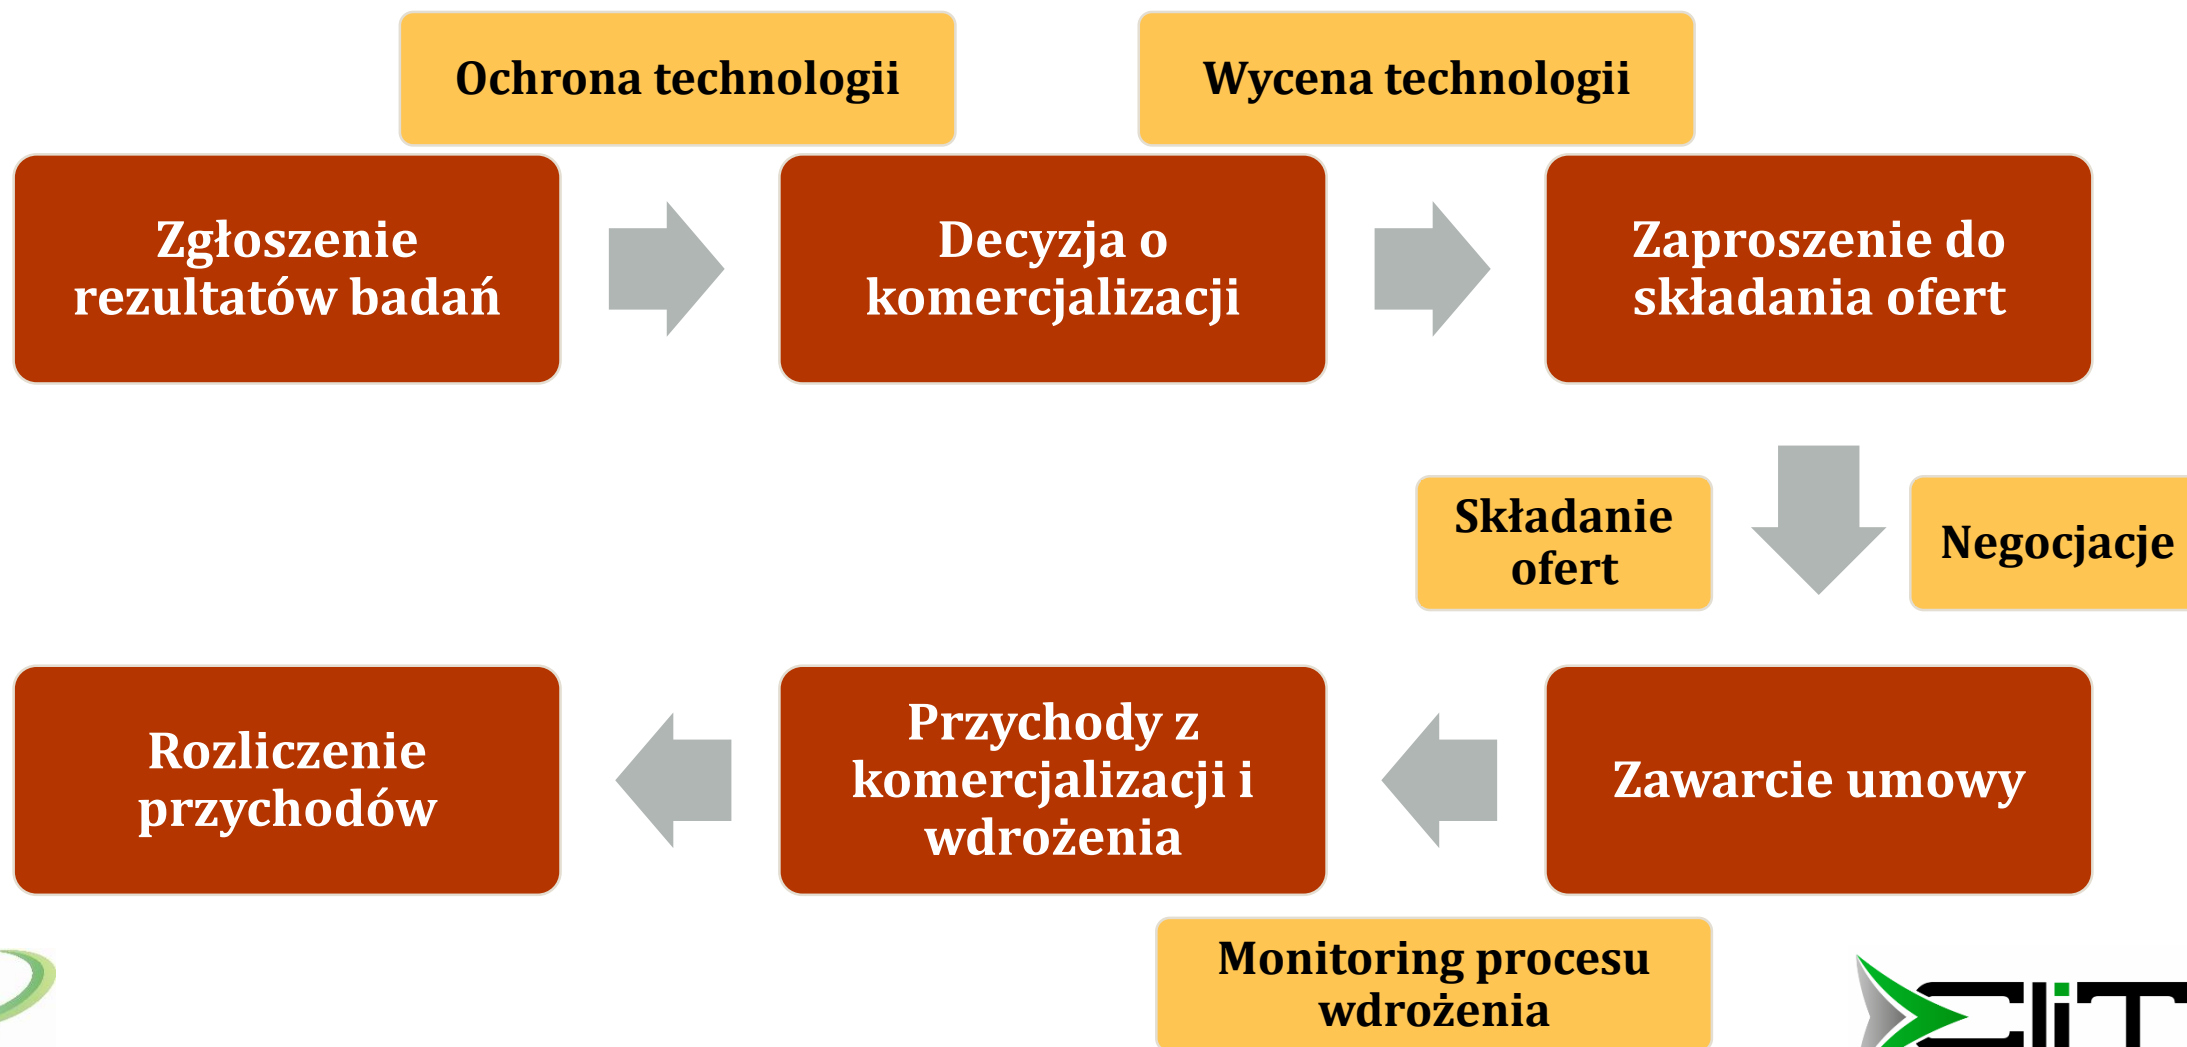 Ochrona technologii
Wycena technologii
Zgłoszenie
rezultatów badań
Decyzja o
komercjalizacji
Zaproszenie do
składania ofert
Składanie
ofert
Negocjacje
Zawarcie umowy
Przychody z
komercjalizacji i
wdrożenia
Rozliczenie
przychodów
Monitoring procesu
wdrożenia